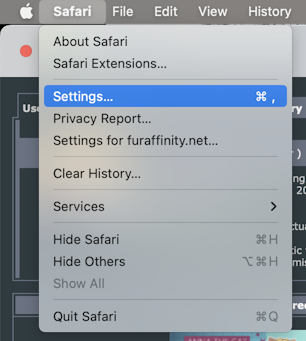 Safari File Edit View History
About Safari
Safari Extensions...
Settings... ⌘ ,
Privacy Report...
Settings for furaffinity.net...
Clear History...
Services
Hide Safari ⌘H
Hide Others ⌥⌘H
Show All
Quit Safari ⌘Q